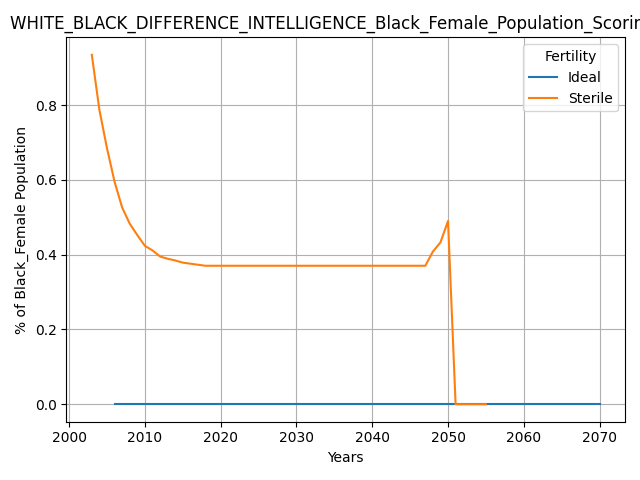 WHITE_BLACK_DIFFERENCE_INTELLIGENCE_Black_Female_Population_Scorin
Fertility
Ideal
Sterile
% of Black_Female Population
0.8
0.6
0.4
0.2
0.0
2000 2010 2020 2030 2040 2050 2060 2070
Years